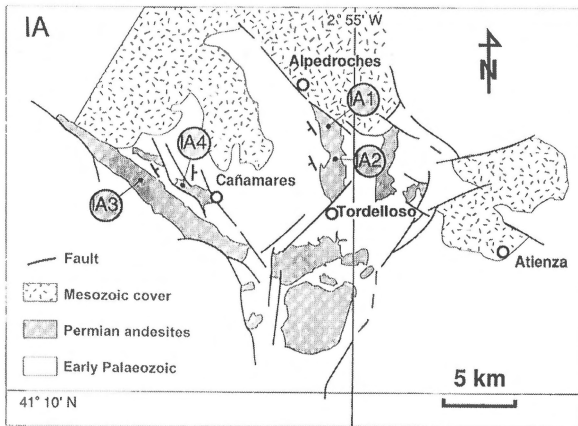 IA
2° 55' W
Alpedroches
N
IA1
IA4
IA2
Cañamares
IA3
Tordelloso
Atienza
Fault
Mesozoic cover
Permian andesites
Early Palaeozoic
5 km
41° 10' N